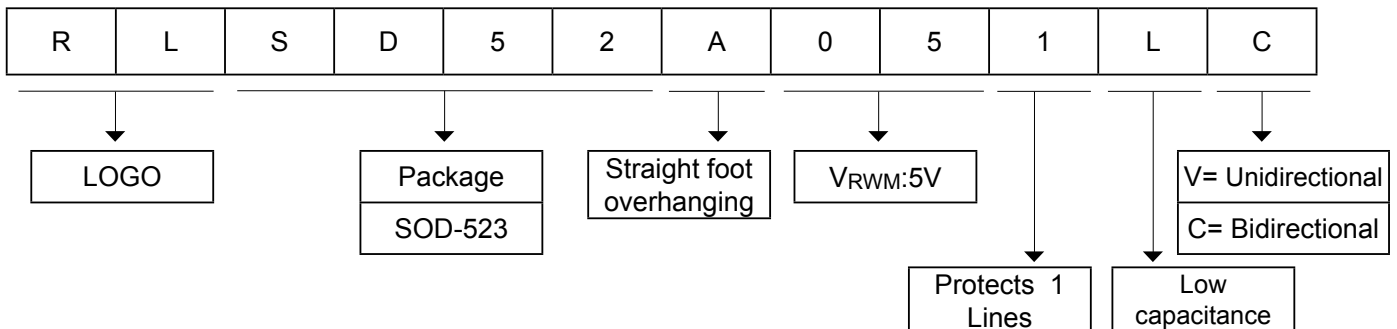 R L S D 5 2 A 0 5 1 L C
LOGO
Package
SOD-523
Straight foot
overhanging
VRWM:5V
V= Unidirectional
C= Bidirectional
Protects 1
Lines
Low
capacitance